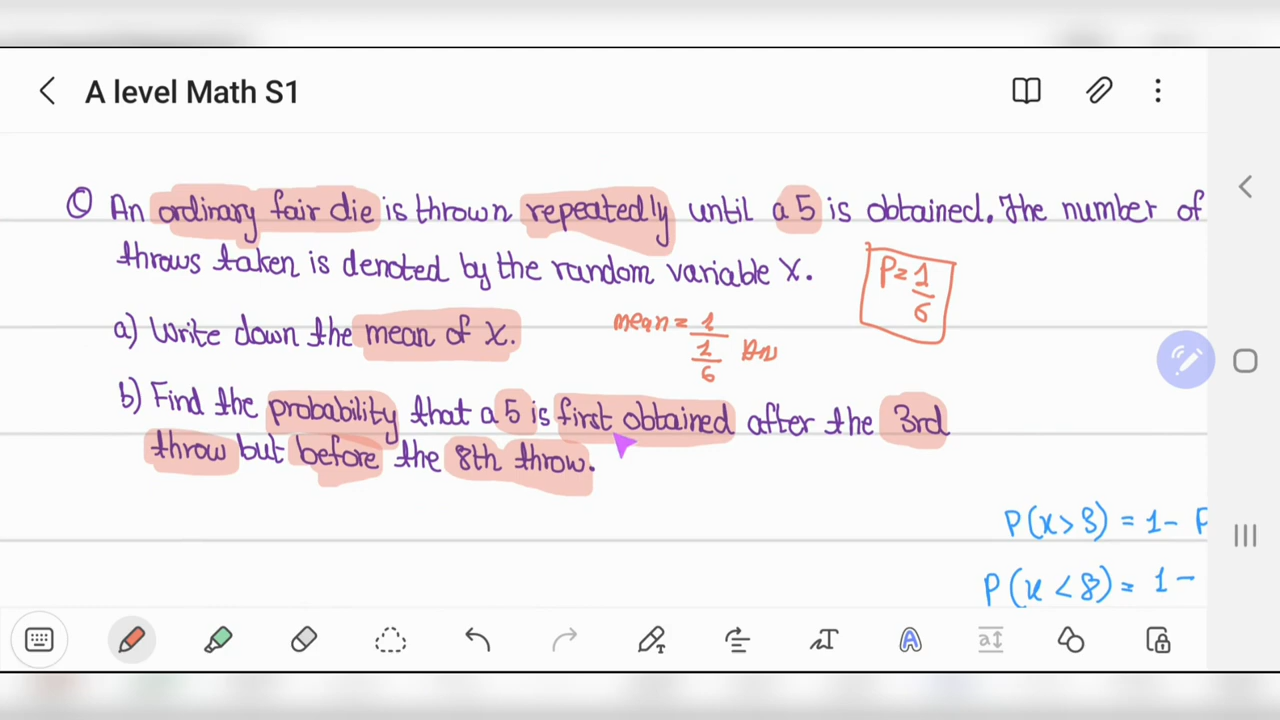 A level Math S1
Q An ordinary fair die is thrown repeatedly until a 5 is obtained. The number of
throws taken is denoted by the random variable X.
P = 1/6
a) Write down the mean of X.
mean = 1/(1/6)
b) Find the probability that a 5 is first obtained after the 3rd
throw but before the 8th throw.
P(x>3) = 1- P
P(x<8) = 1-